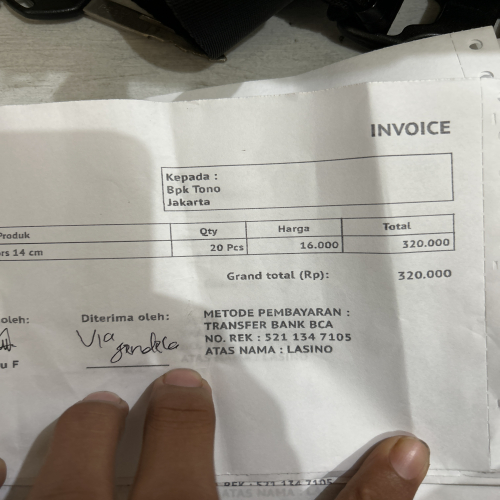 INVOICE
Kepada :
Bpk Tono
Jakarta
Produk Qty Harga Total
rs 14 cm 20 Pcs 16.000 320.000
Grand total (Rp): 320.000
oleh: Diterima oleh:
Via
u F
METODE PEMBAYARAN :
TRANSFER BANK BCA
NO. REK : 521 134 7105
ATAS NAMA : LASINO
REK : 521 134 7105
ATAS NAMA :